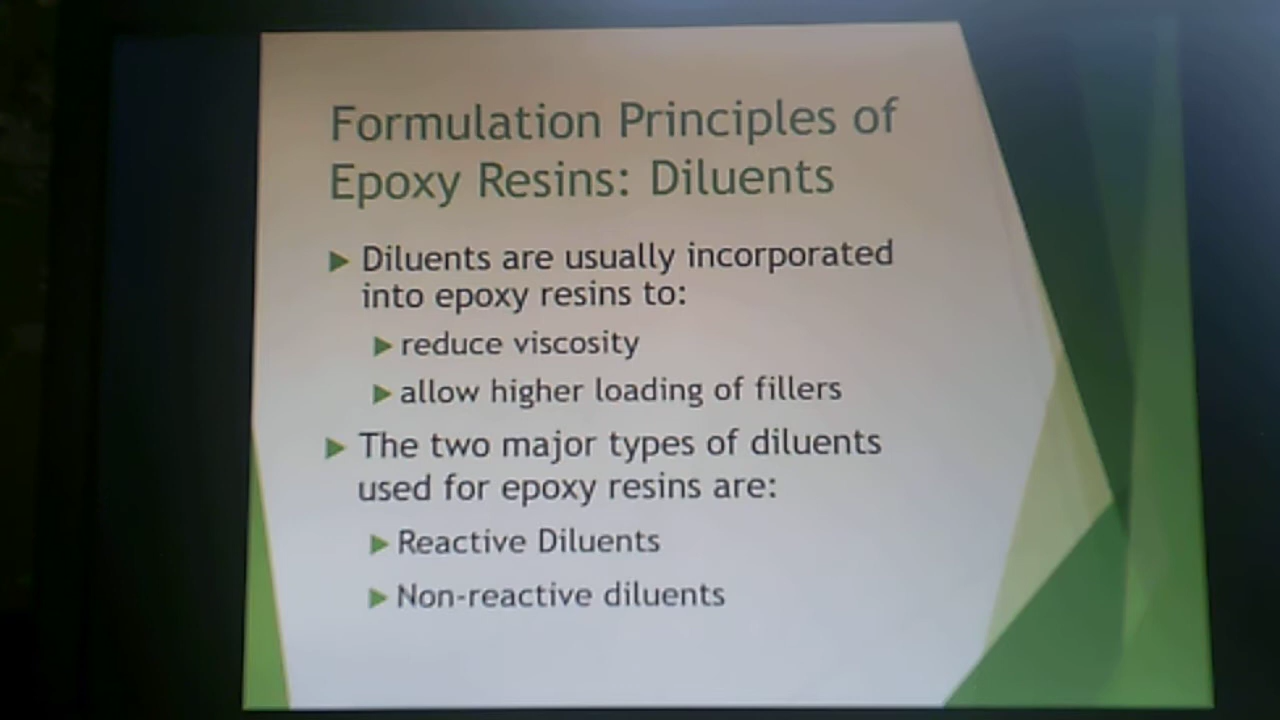 Formulation Principles of
Epoxy Resins: Diluents
Diluents are usually incorporated
into epoxy resins to:
reduce viscosity
allow higher loading of fillers
The two major types of diluents
used for epoxy resins are:
Reactive Diluents
Non-reactive diluents